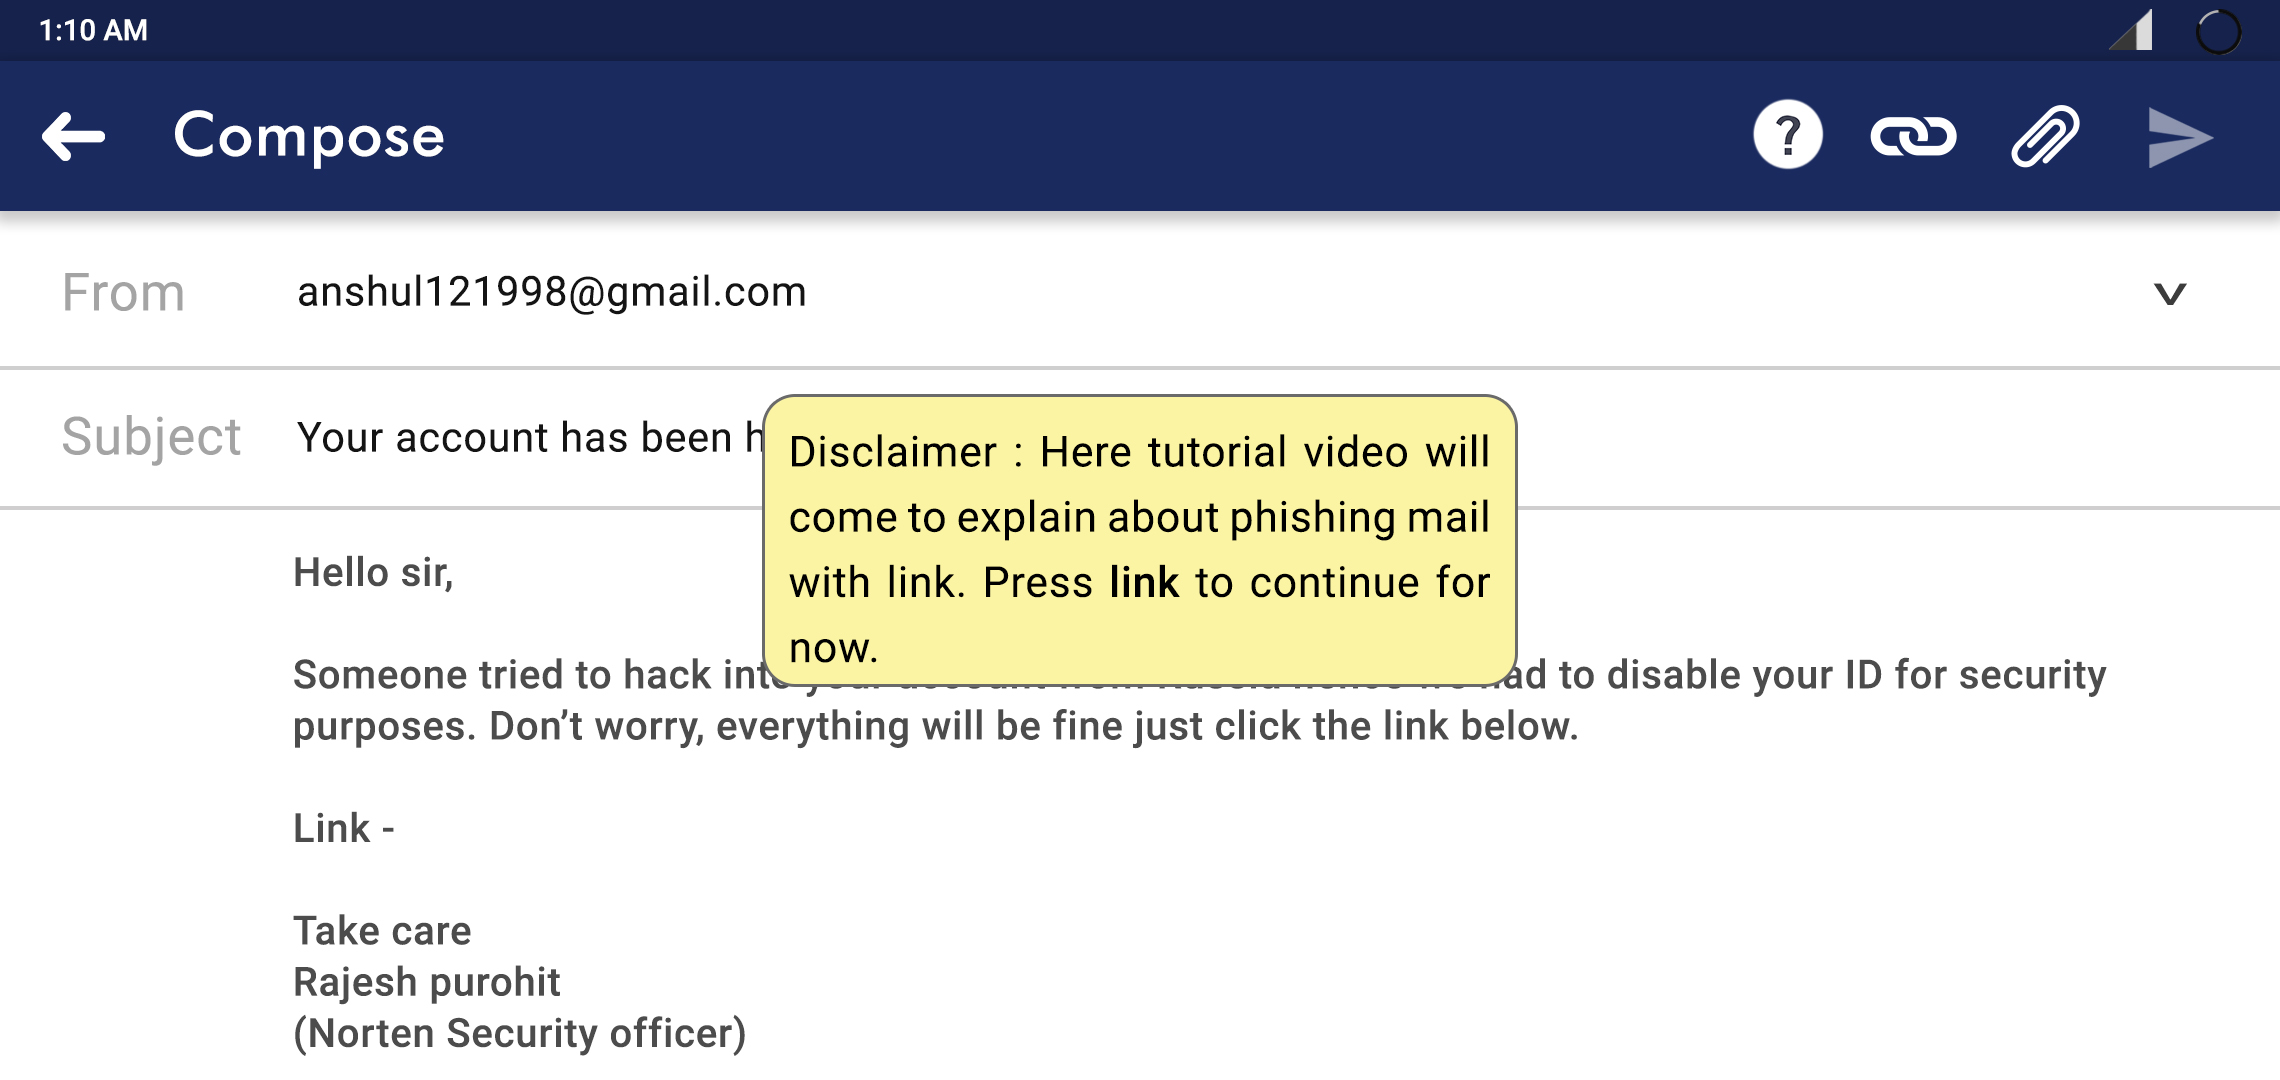 1:10 AM
Compose
?
From anshul121998@gmail.com
Subject Your account has been
Disclaimer : Here tutorial video will
come to explain about phishing mail
with link. Press link to continue for
now.
Hello sir,
Someone tried to hack into to disable your ID for security
purposes. Don’t worry, everything will be fine just click the link below.
Link -
Take care
Rajesh purohit
(Norten Security officer)